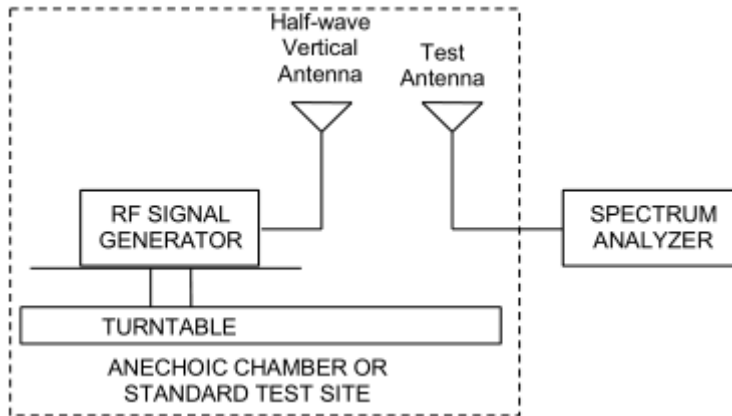 Half-wave
Vertical
Antenna
Test
Antenna
RF SIGNAL
GENERATOR
SPECTRUM
ANALYZER
TURNTABLE
ANECHOIC CHAMBER OR
STANDARD TEST SITE